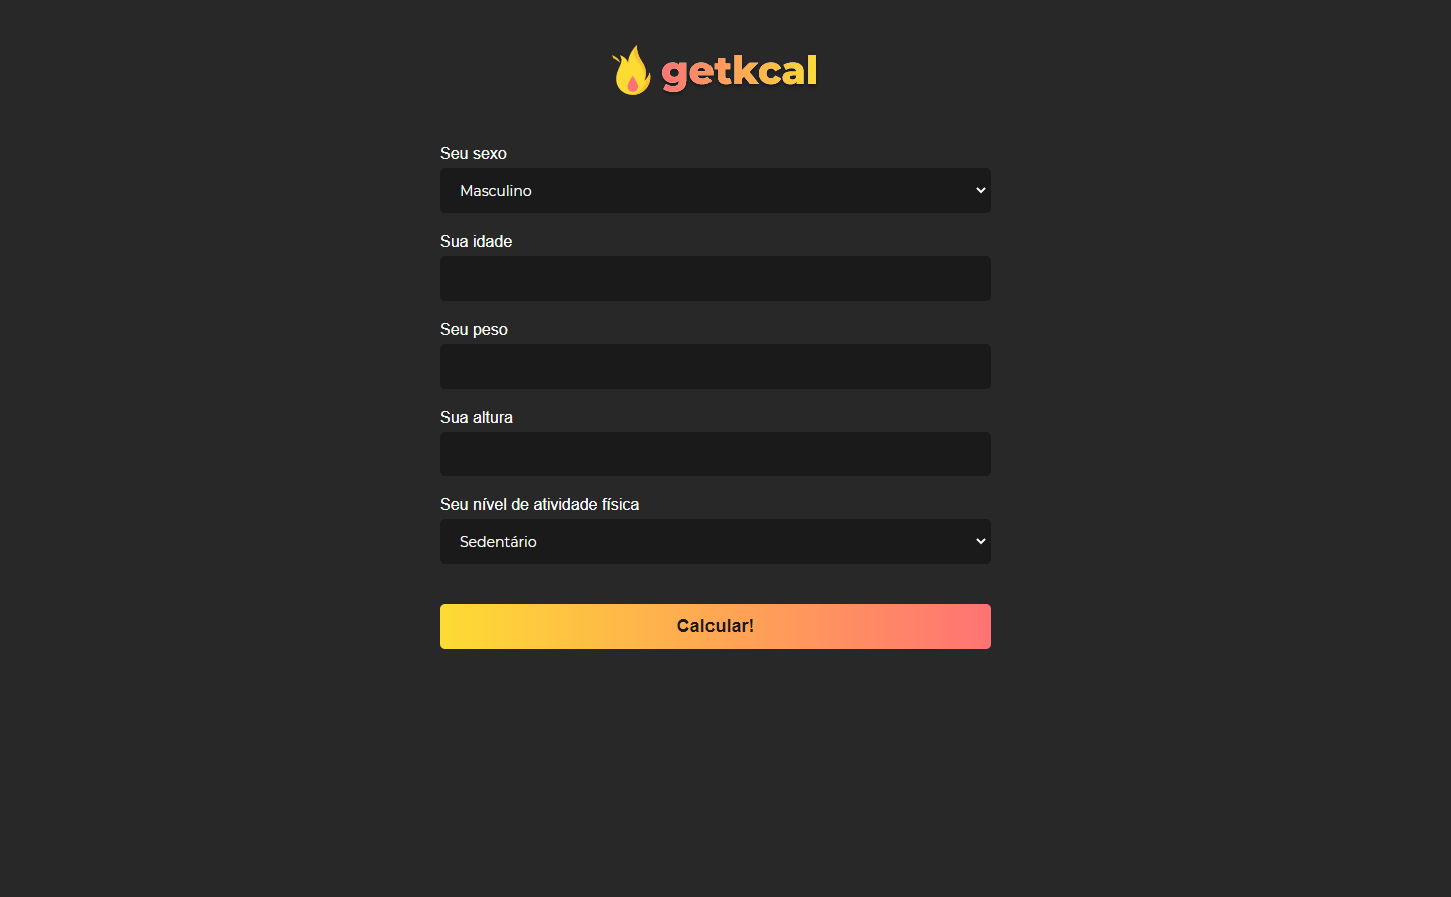 getkcal
Seu sexo
Masculino
Sua idade
Seu peso
Sua altura
Seu nível de atividade física
Sedentário
Calcular!